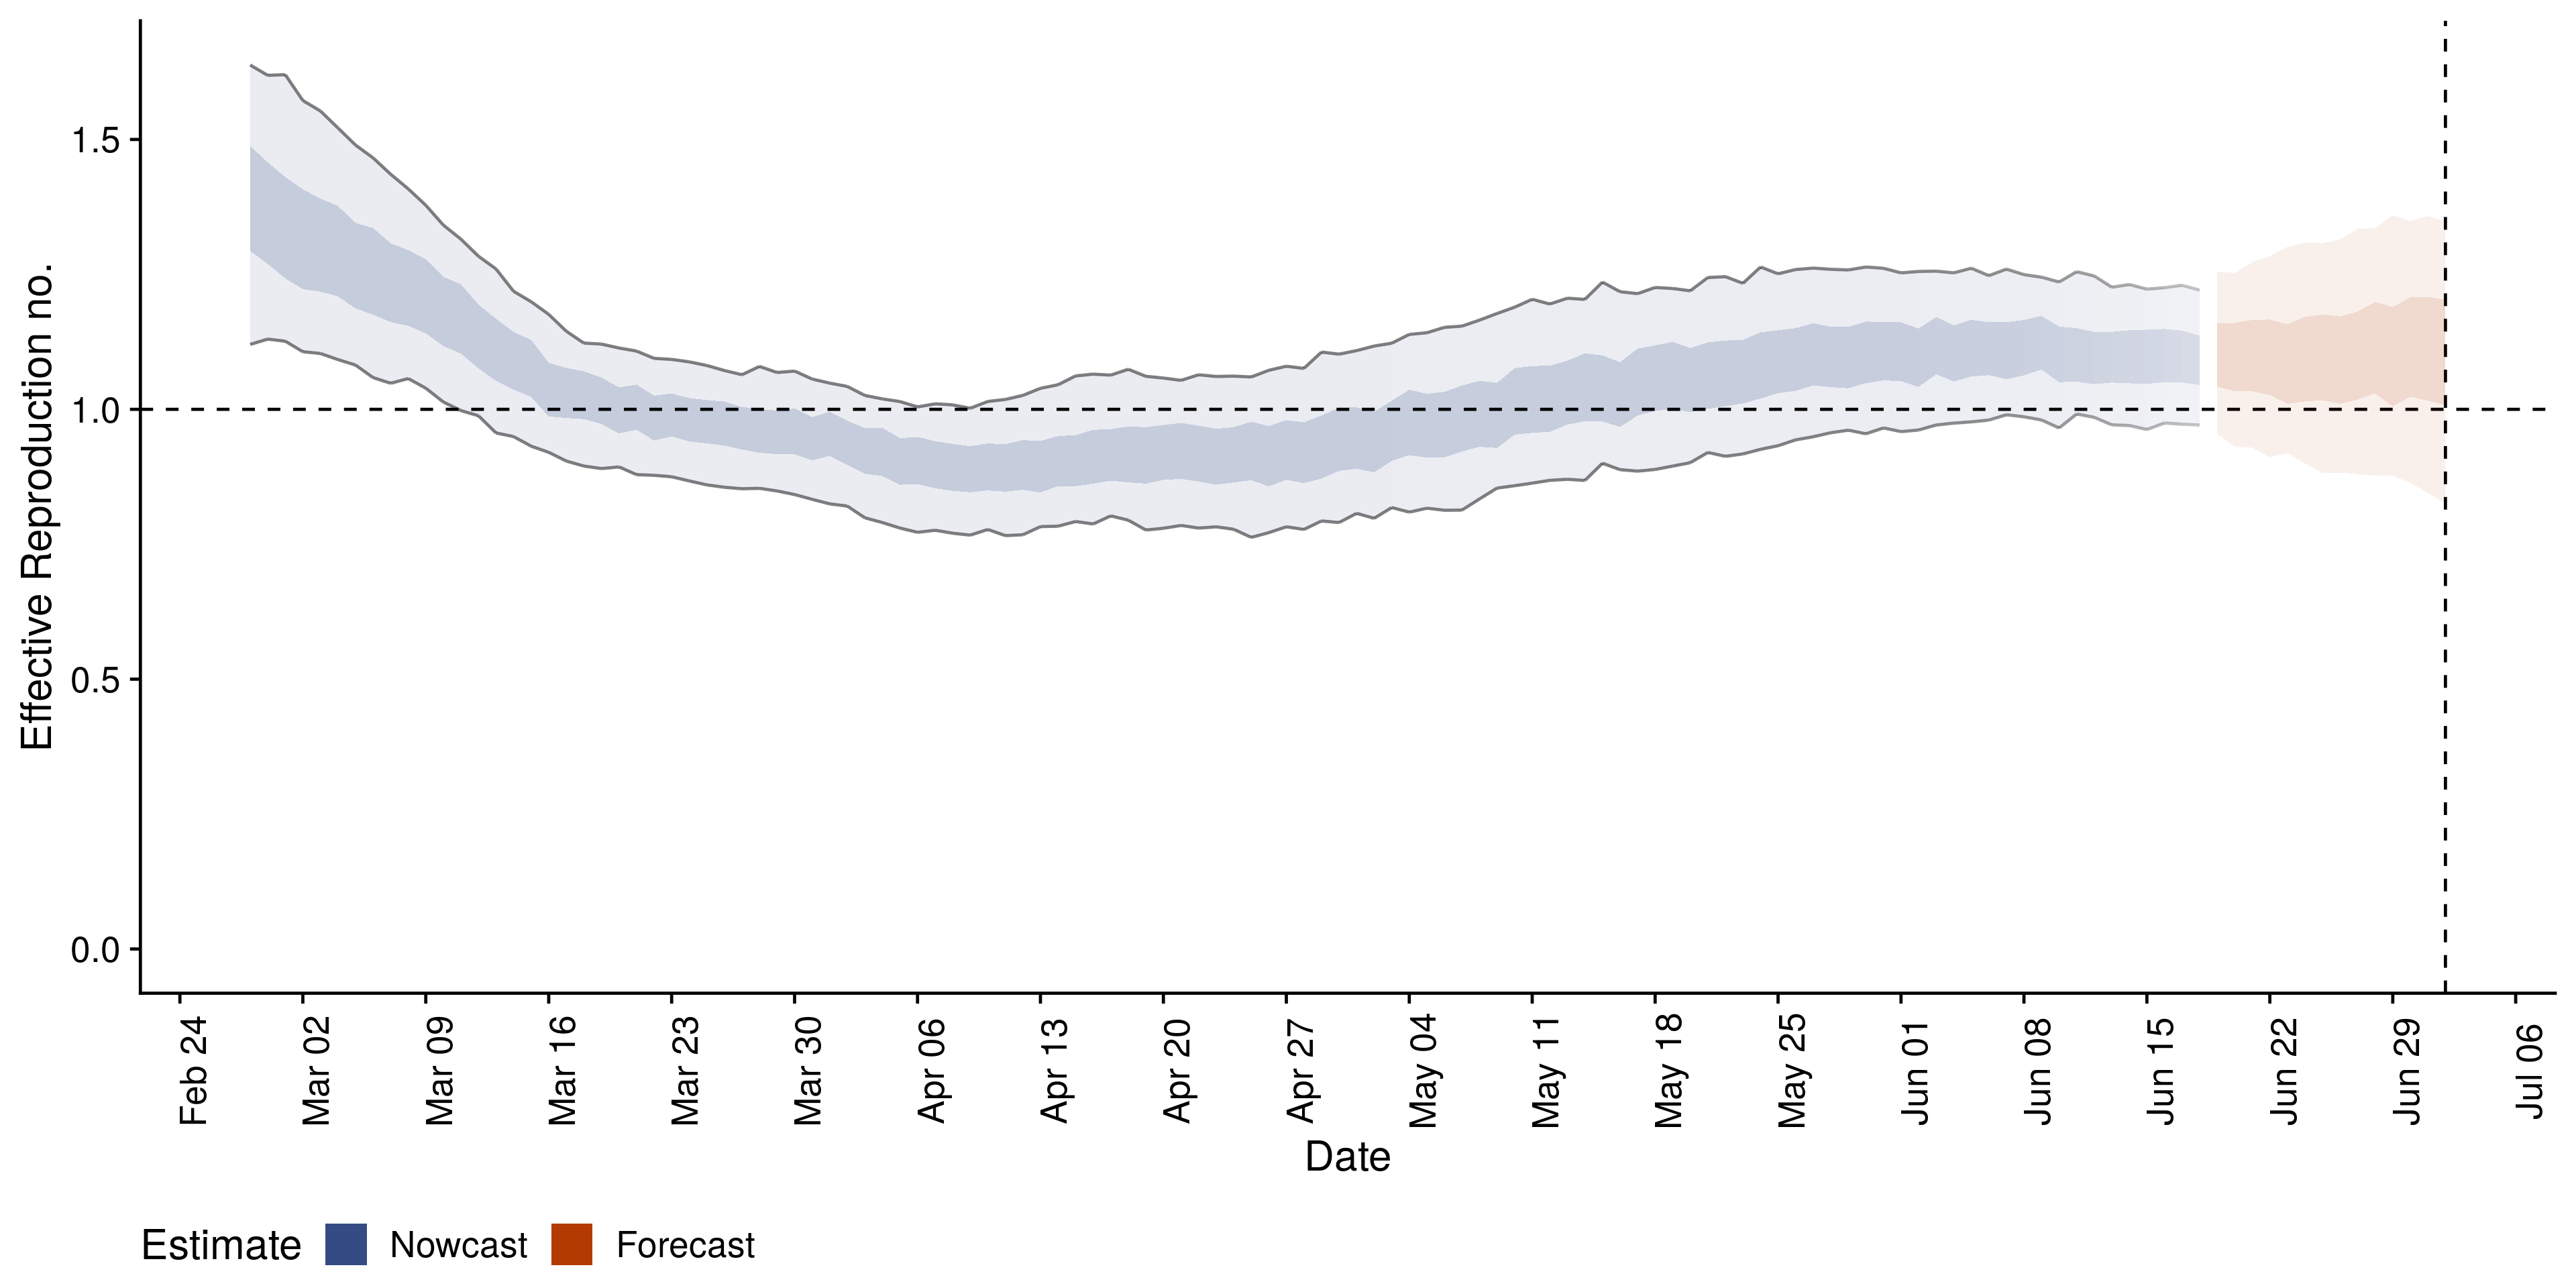 Effective Reproduction no.
1.5
1.0
0.5
0.0
Feb 24
Mar 02
Mar 09
Mar 16
Mar 23
Mar 30
Apr 06
Apr 13
Apr 20
Apr 27
May 04
May 11
May 18
May 25
Jun 01
Jun 08
Jun 15
Jun 22
Jun 29
Jul 06
Date
Estimate Nowcast Forecast